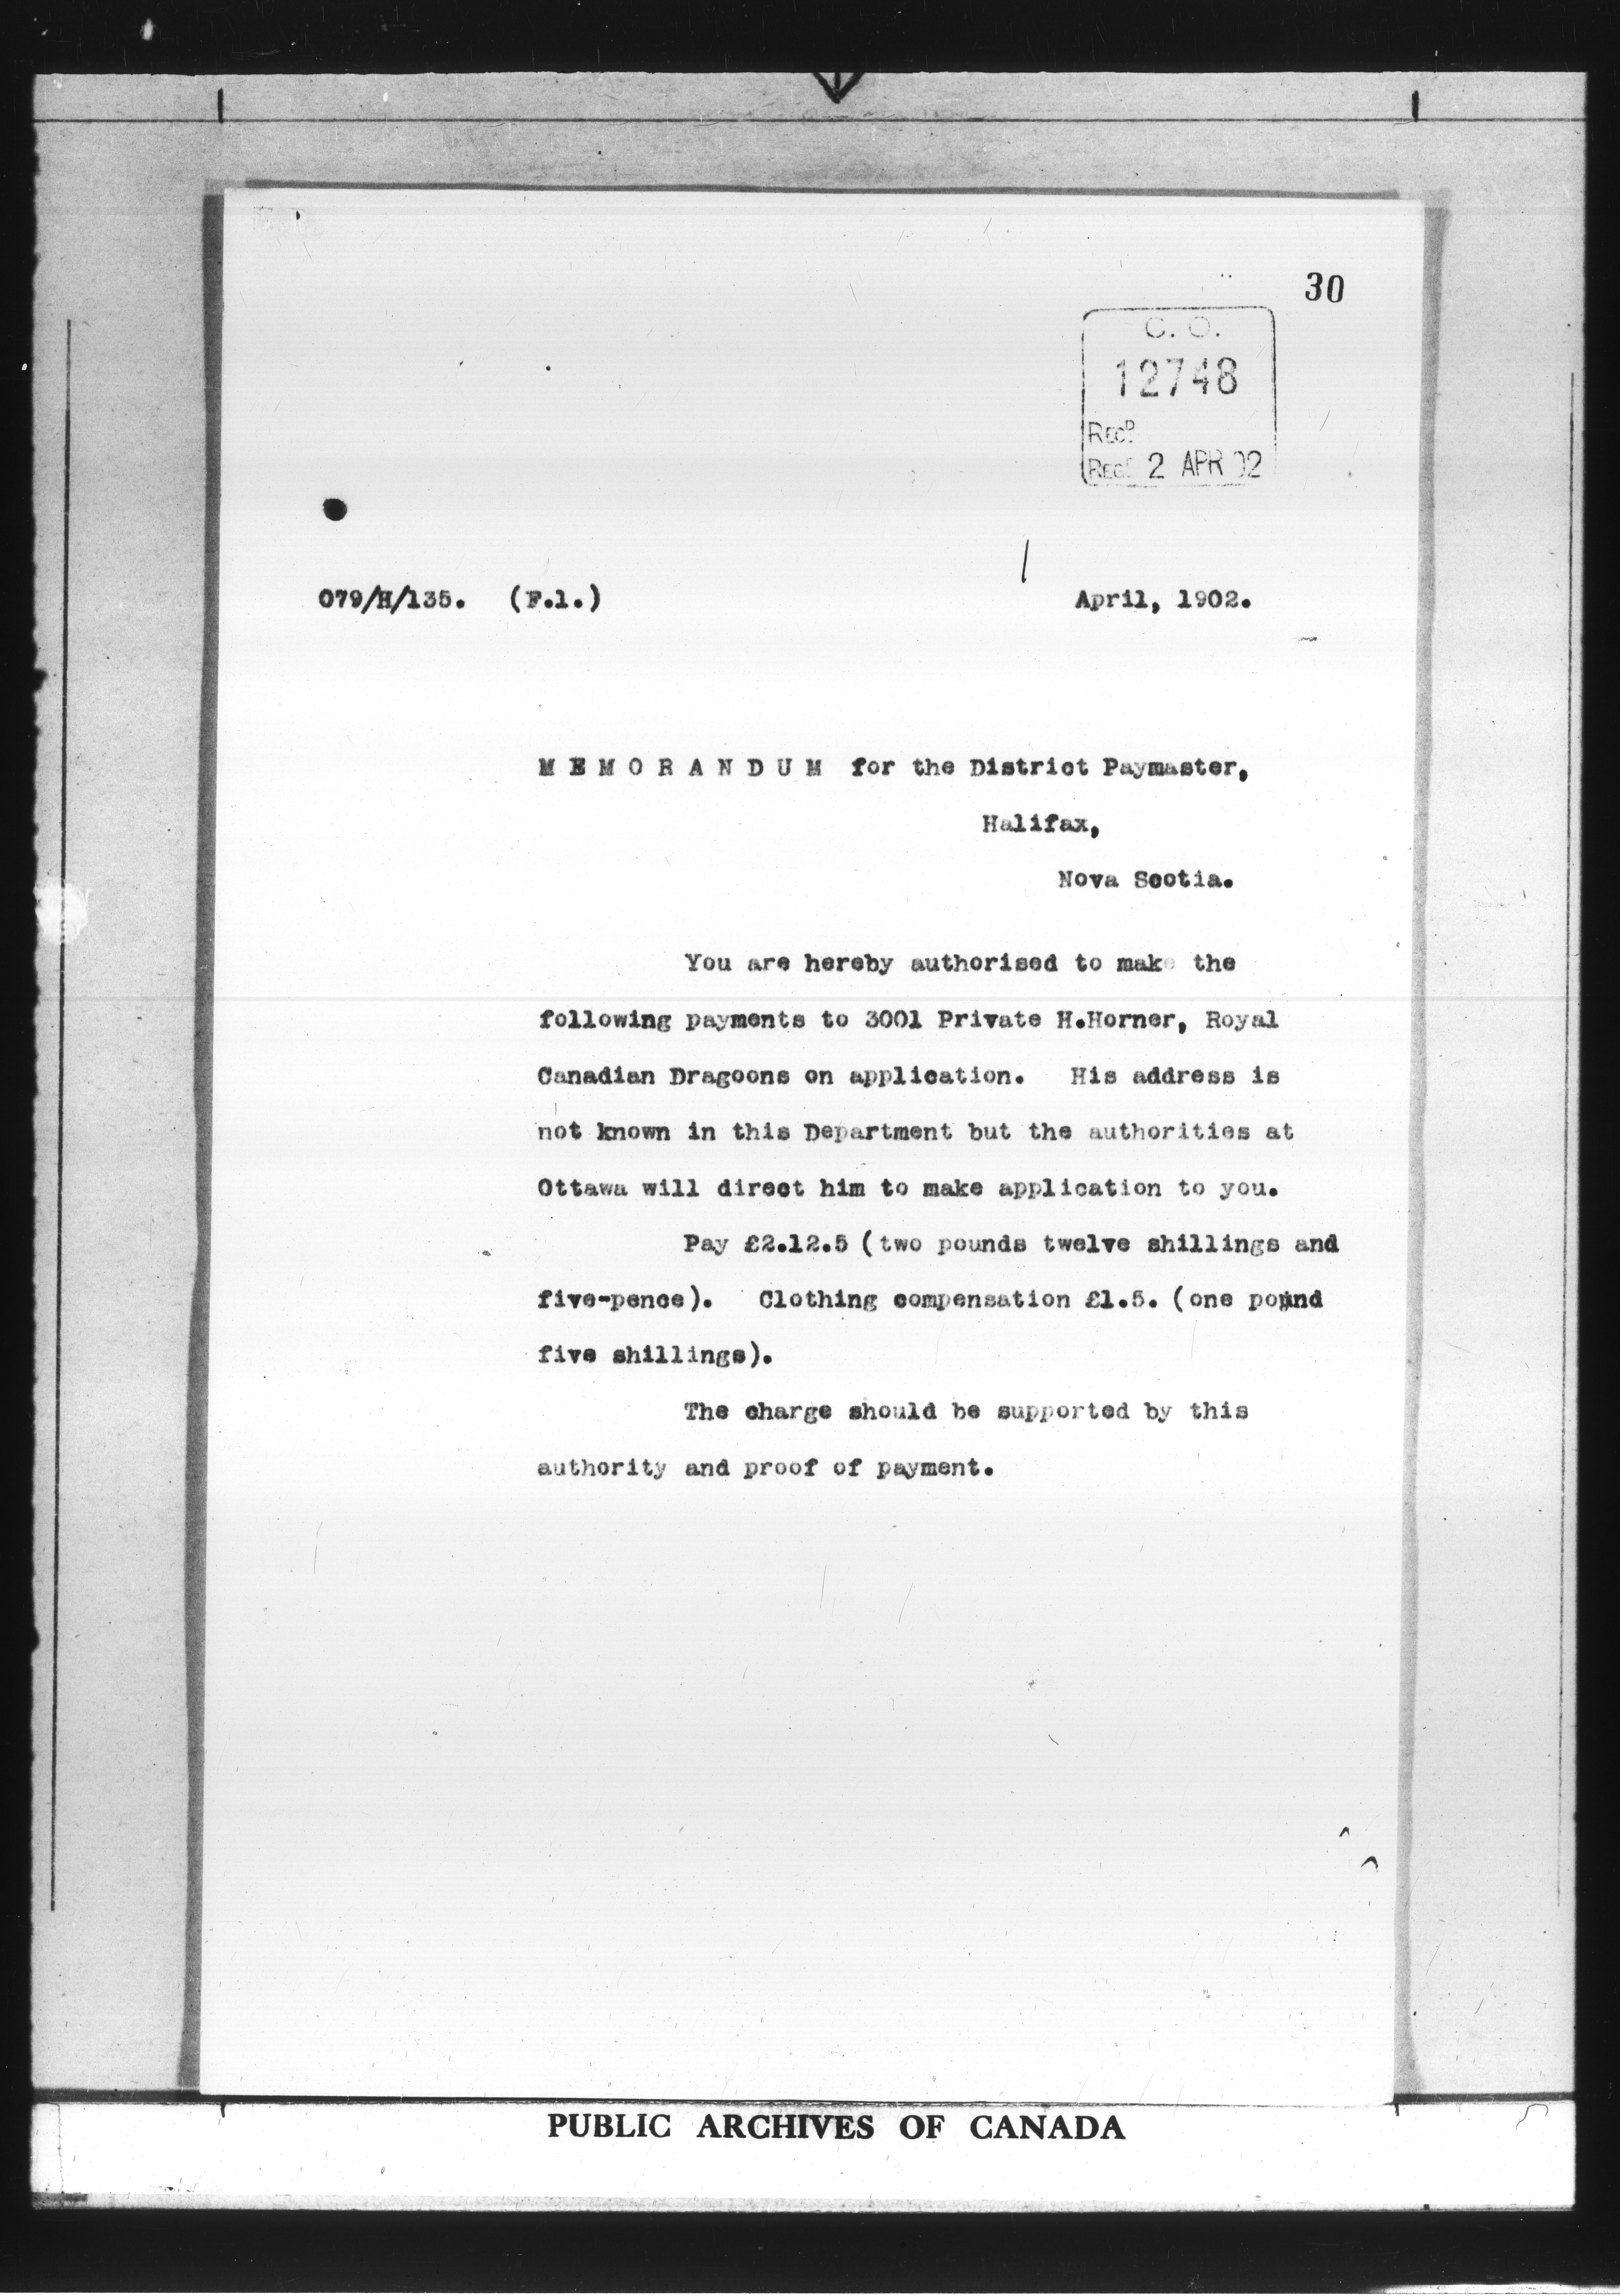 30
C. O.
12748
RECD
REGD 2 APR 02
1
079/H/135. (F.1.) April, 1902.
MEMORANDUM for the District Paymaster,
Halifax,
Nova Scotia.
You are hereby authorised to make the
following payments to 3001 Private H.Horner, Royal
Canadian Dragoons on application. His address is
not known in this Department but the authorities at
Ottawa will direct him to make application to you.
Pay £2.12.5 (two pounds twelve shillings and
five-pence). Clothing compensation £1.5. (one pound
five shillings).
The charge should be supported by this
authority and proof of payment.
PUBLIC ARCHIVES OF CANADA